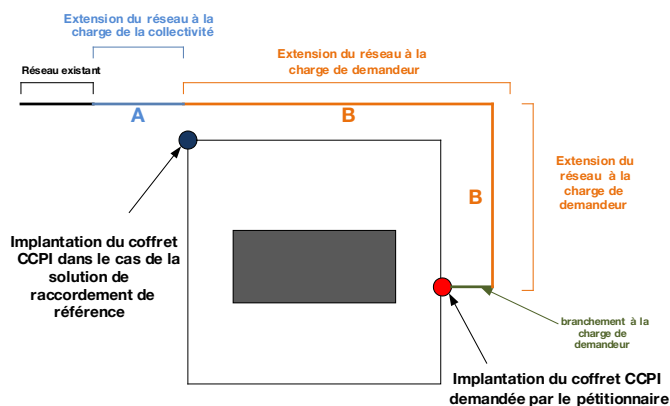 Extension du réseau à la
charge de la collectivité
Extension du réseau à la
charge de demandeur
Réseau existant
A
B
Extension du
réseau à la
charge de
demandeur
B
Implantation du coffret
CCPI dans le cas de la
solution de
raccordement de
référence
branchement à la
charge de
demandeur
Implantation du coffret CCPI
demandée par le pétitionnaire